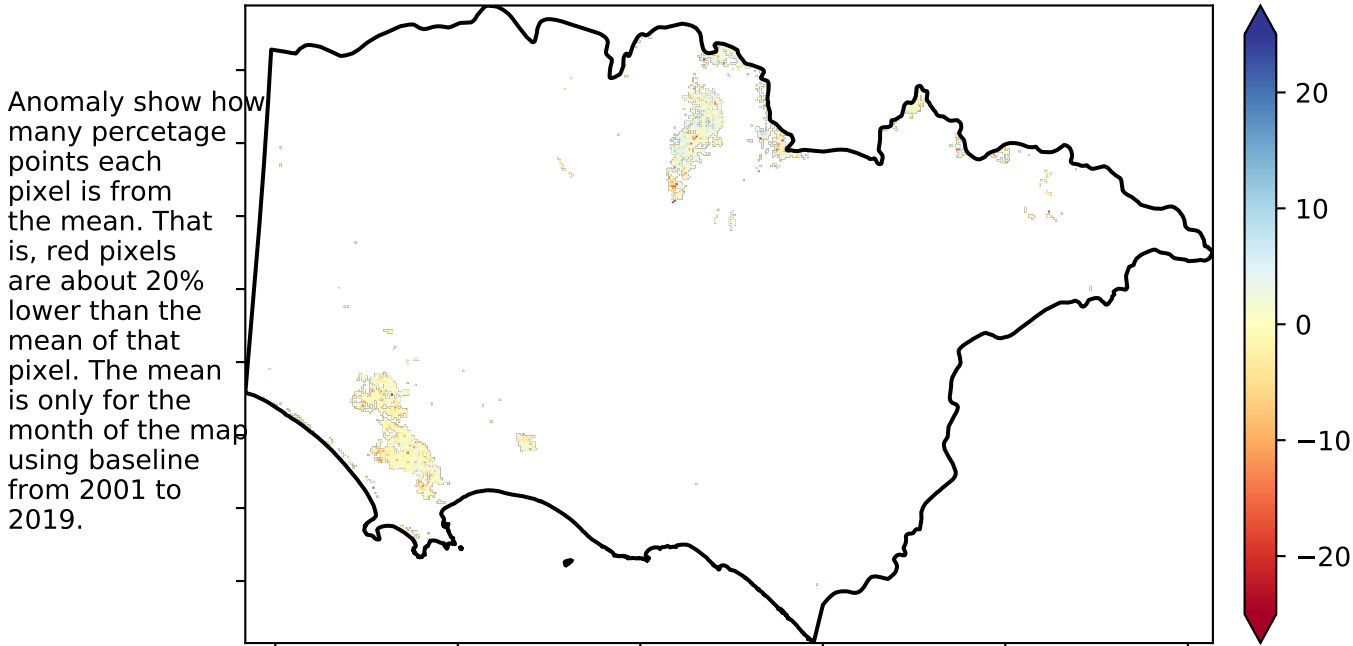 Anomaly show how
many percetage
points each
pixel is from
the mean. That
is, red pixels
are about 20%
lower than the
mean of that
pixel. The mean
is only for the
month of the map
using baseline
from 2001 to
2019.
20
10
0
−10
−20